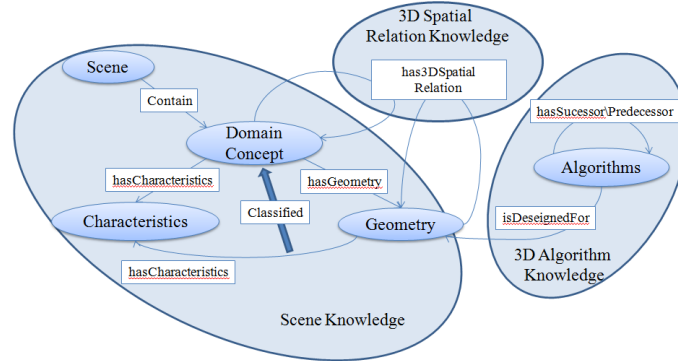 3D Spatial
Relation Knowledge
Scene
has3DSpatial
Relation
Contain
hasSucessor\Predecessor
Domain
Concept
Algorithms
hasCharacteristics
hasGeometry
Classified
isDeseignedFor
Characteristics
Geometry
hasCharacteristics
3D Algorithm
Knowledge
Scene Knowledge